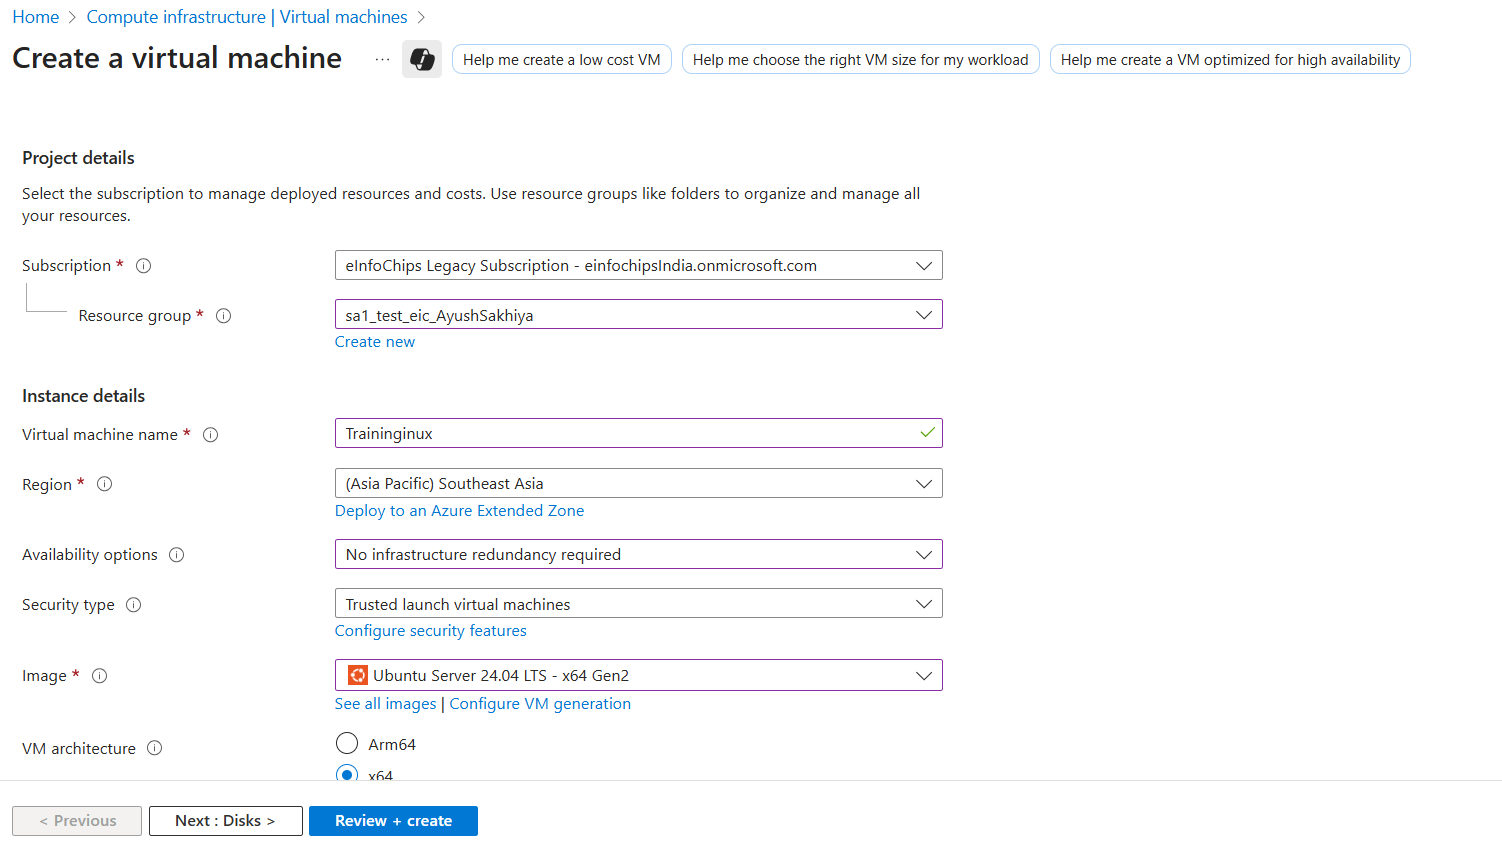 Home > Compute infrastructure | Virtual machines >
Create a virtual machine ... Help me create a low cost VM Help me choose the right VM size for my workload Help me create a VM optimized for high availability
Project details
Select the subscription to manage deployed resources and costs. Use resource groups like folders to organize and manage all
your resources.
Subscription * eInfoChips Legacy Subscription - einfochipsIndia.onmicrosoft.com
Resource group * sa1_test_eic_AyushSakhiya
Create new
Instance details
Virtual machine name * Traininginux
Region * (Asia Pacific) Southeast Asia
Deploy to an Azure Extended Zone
Availability options No infrastructure redundancy required
Security type Trusted launch virtual machines
Configure security features
Image * Ubuntu Server 24.04 LTS - x64 Gen2
See all images | Configure VM generation
VM architecture Arm64
x64
< Previous Next : Disks > Review + create